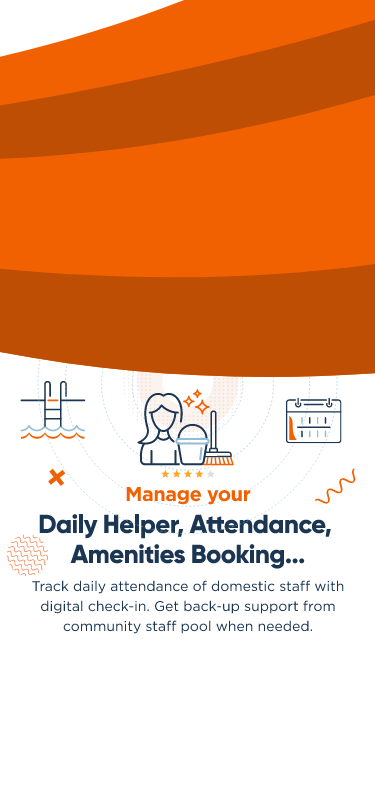 Manage your
Daily Helper, Attendance,
Amenities Booking...
Track daily attendance of domestic staff with
digital check-in. Get back-up support from
community staff pool when needed.